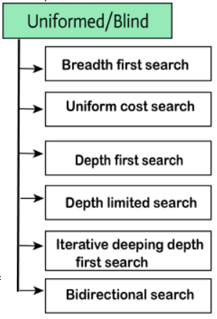 Uniformed/Blind
Breadth first search
Uniform cost search
Depth first search
Depth limited search
Iterative deeping depth
first search
Bidirectional search